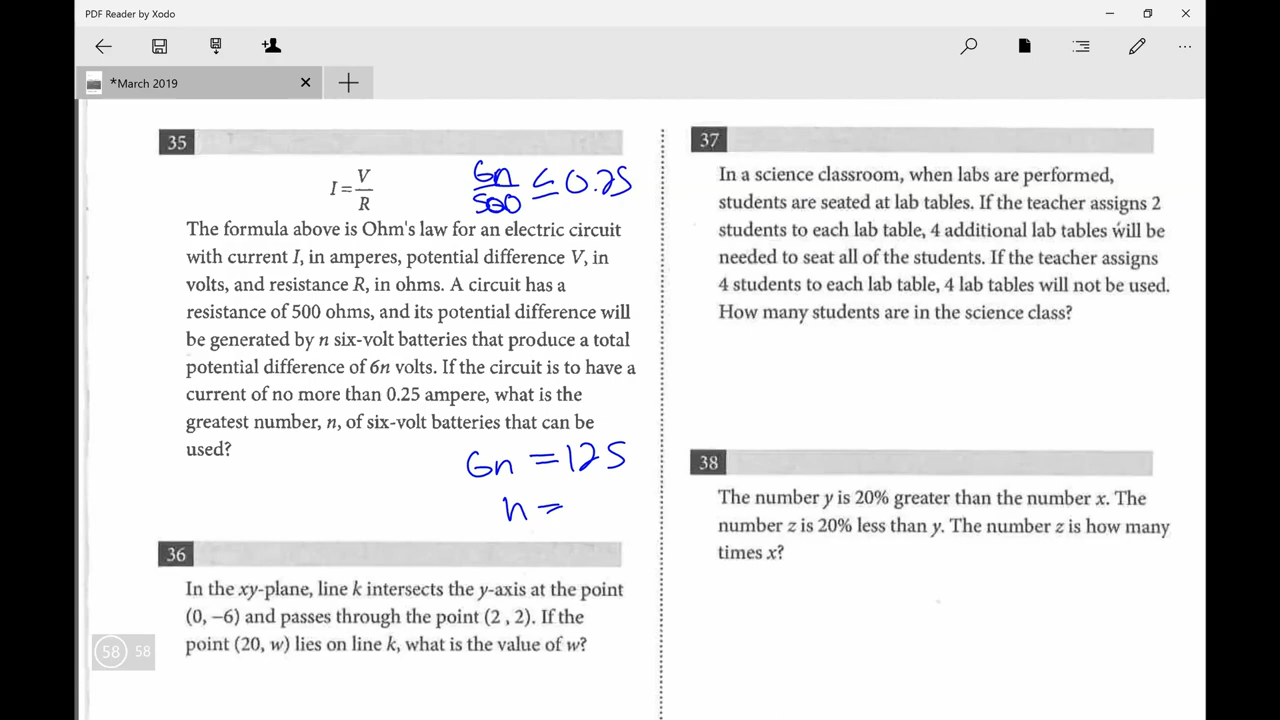 PDF Reader by Xodo
*March 2019
35
I = V/R
6n/500 ≤ 0.25
The formula above is Ohm's law for an electric circuit
with current I, in amperes, potential difference V, in
volts, and resistance R, in ohms. A circuit has a
resistance of 500 ohms, and its potential difference will
be generated by n six-volt batteries that produce a total
potential difference of 6n volts. If the circuit is to have a
current of no more than 0.25 ampere, what is the
greatest number, n, of six-volt batteries that can be
used?
6n = 125
n =
36
In the xy-plane, line k intersects the y-axis at the point
(0, −6) and passes through the point (2 , 2). If the
point (20, w) lies on line k, what is the value of w?
58 58
37
In a science classroom, when labs are performed,
students are seated at lab tables. If the teacher assigns 2
students to each lab table, 4 additional lab tables will be
needed to seat all of the students. If the teacher assigns
4 students to each lab table, 4 lab tables will not be used.
How many students are in the science class?
38
The number y is 20% greater than the number x. The
number z is 20% less than y. The number z is how many
times x?